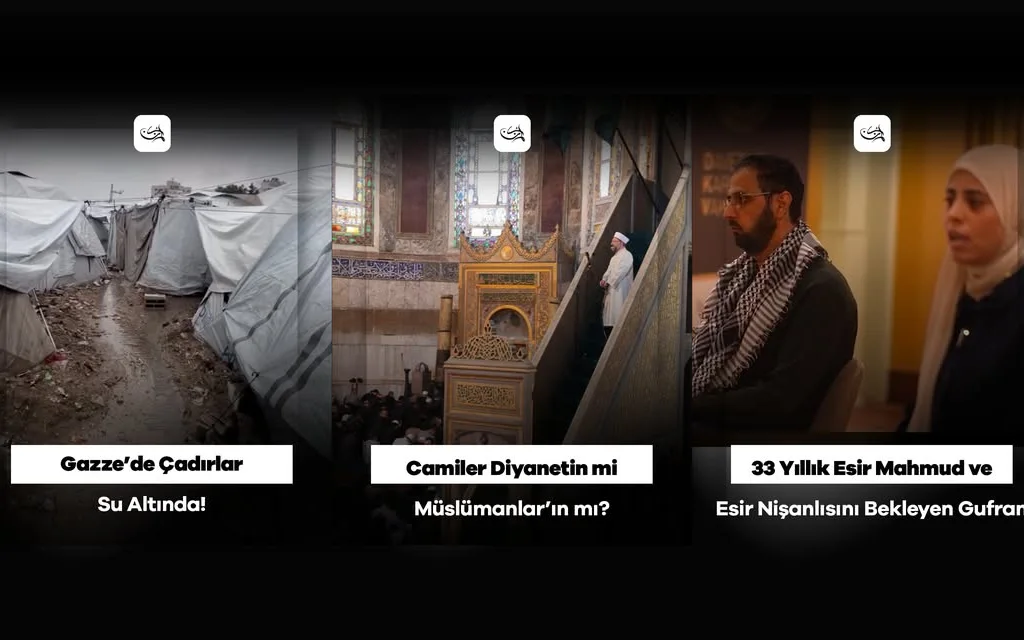 Gazze'de Çadırlar
Su Altında!
Camiler Diyanetin mi
Müslümanlar'ın mı?
33 Yıllık Esir Mahmud ve
Esir Nişanlısını Bekleyen Gufran